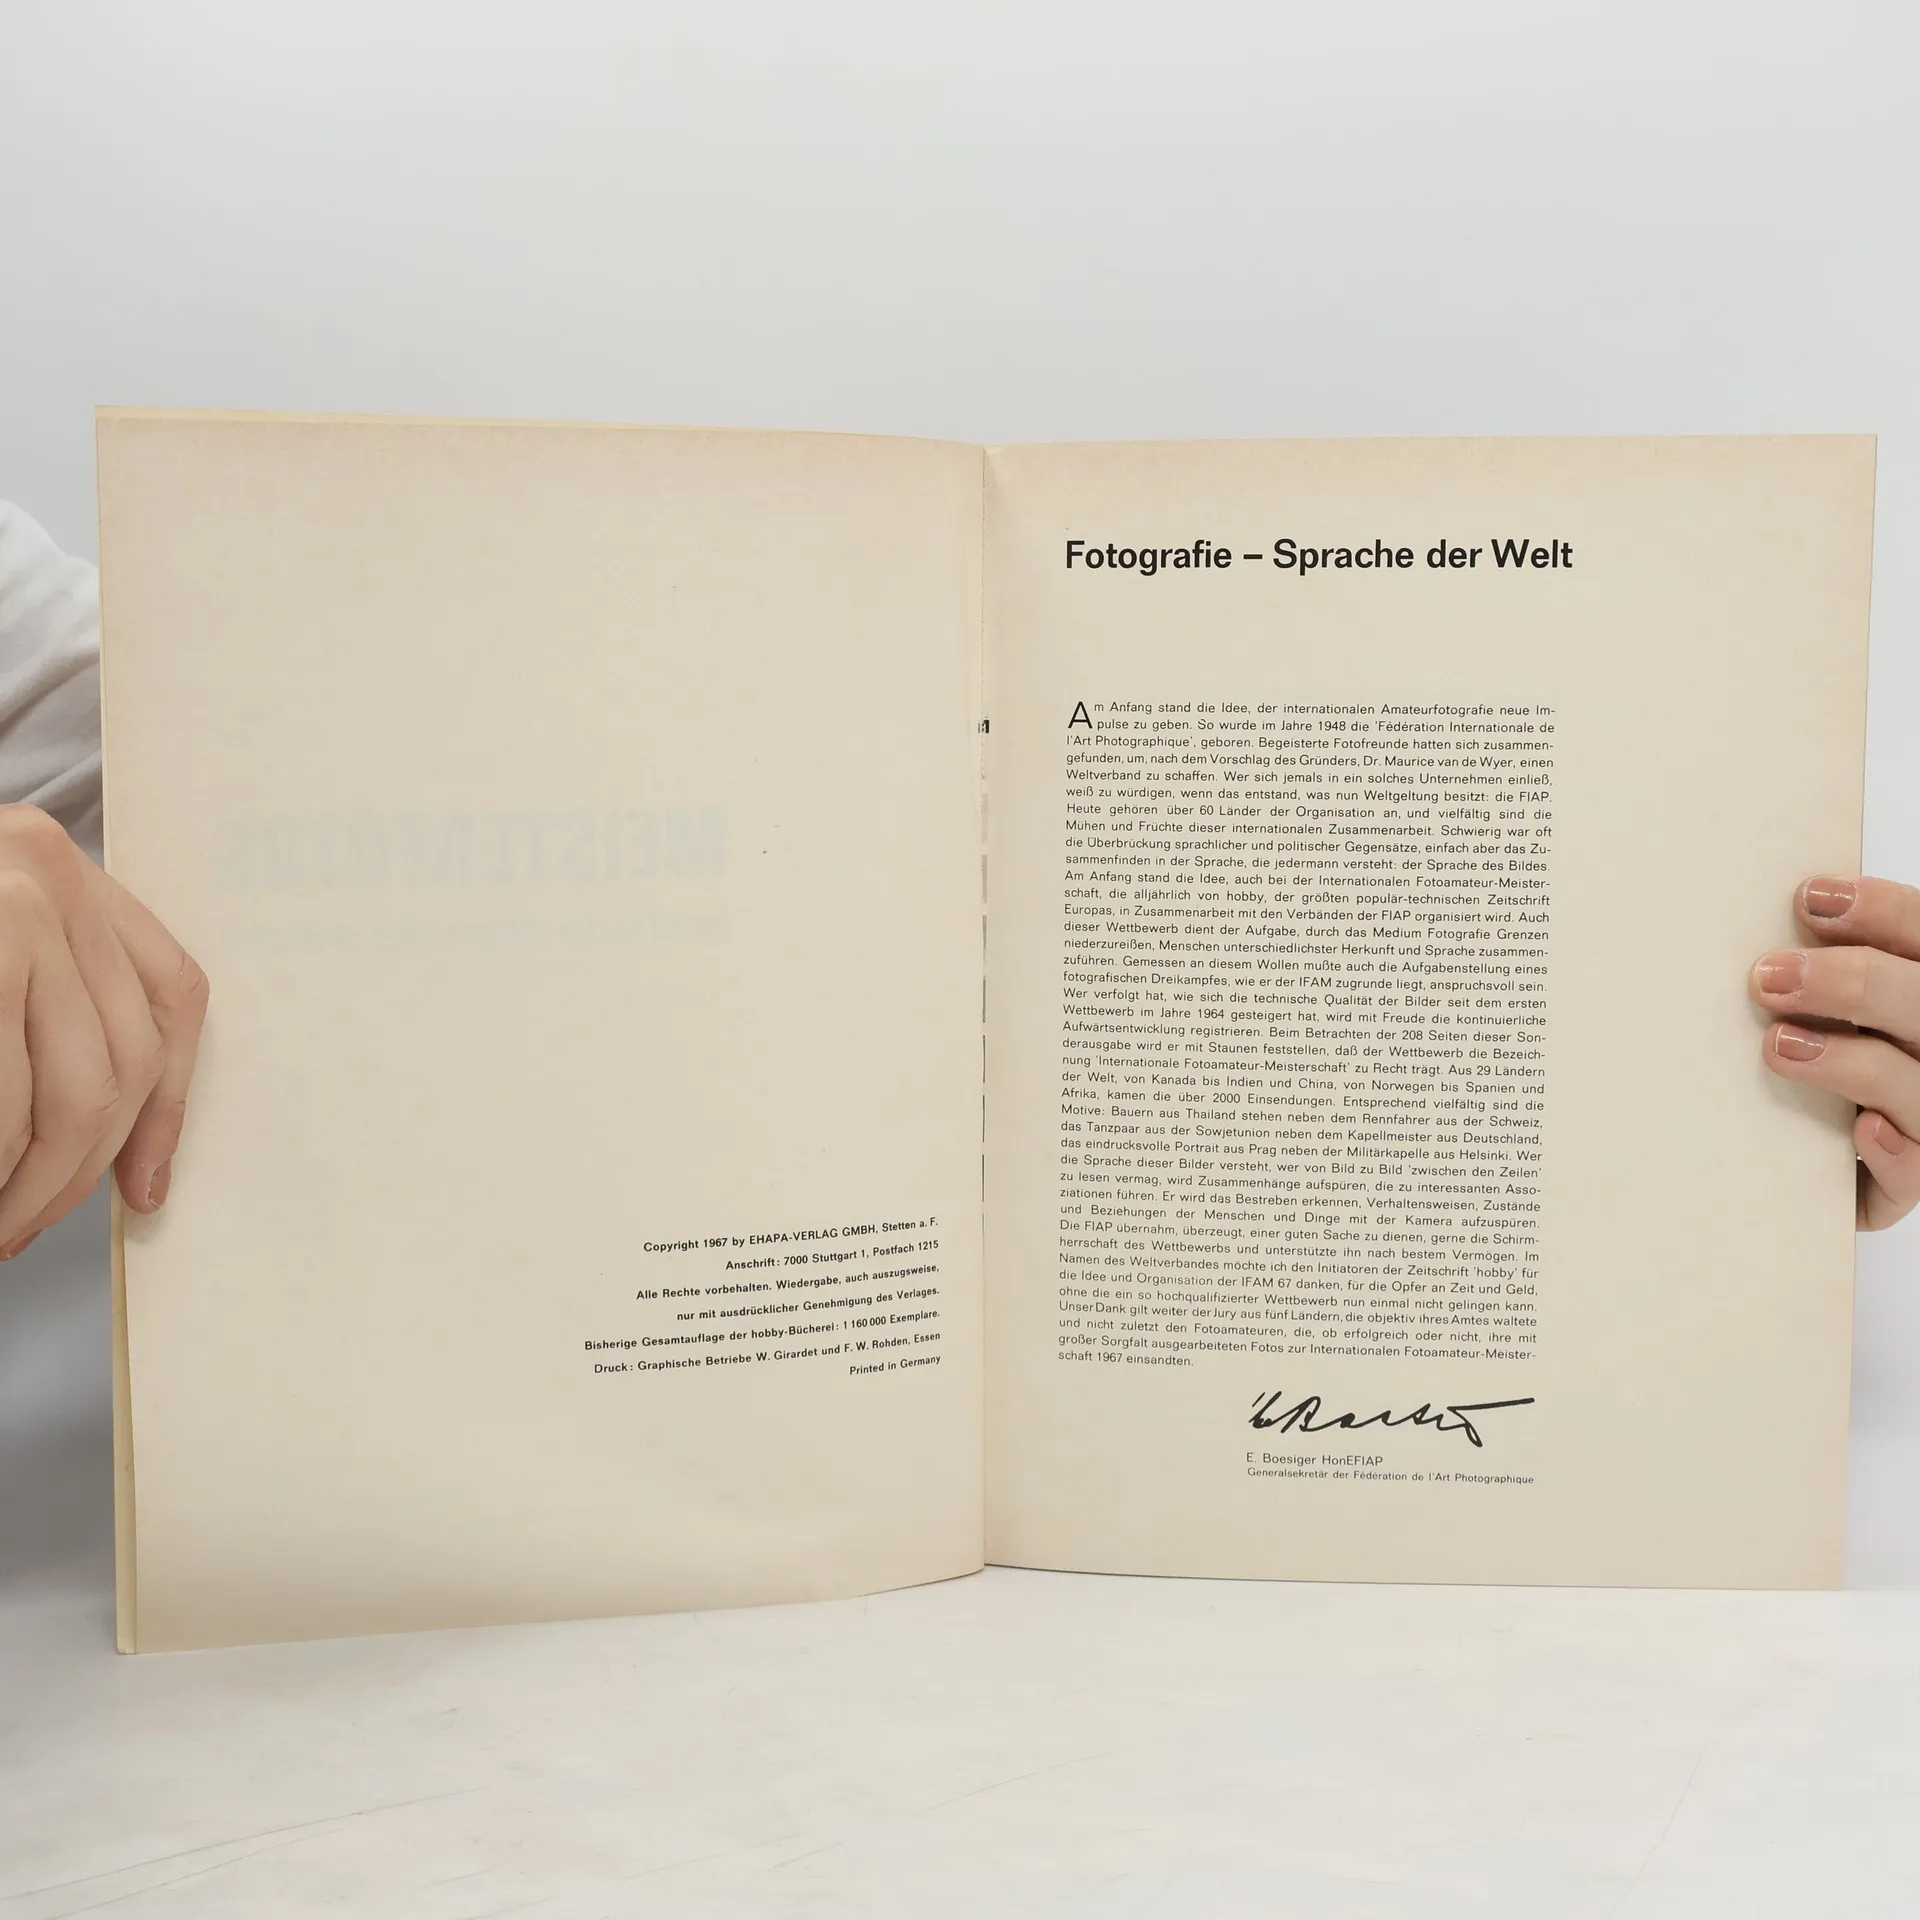 Copyright 1967 by EHAPA-VERLAG GMBH, Stetten a. F.
Anschrift: 7000 Stuttgart 1, Postfach 1215
Alle Rechte vorbehalten. Wiedergabe, auch auszugsweise,
nur mit ausdrücklicher Genehmigung des Verlages.
Bisherige Gesamtauflage der hobby-Bücherei: 1 160 000 Exemplare.
Druck: Graphische Betriebe W. Girardet und F. W. Rohden, Essen
Printed in Germany
Fotografie – Sprache der Welt
Am Anfang stand die Idee, der internationalen Amateurfotografie neue Im-
pulse zu geben. So wurde im Jahre 1948 die 'Fédération Internationale de
l'Art Photographique', geboren. Begeisterte Fotofreunde hatten sich zusammen-
gefunden, um, nach dem Vorschlag des Gründers, Dr. Maurice van de Wyer, einen
Weltverband zu schaffen. Wer sich jemals in ein solches Unternehmen einließ,
weiß zu würdigen, wenn das entstand, was nun Weltgeltung besitzt: die FIAP.
Heute gehören über 60 Länder der Organisation an, und vielfältig sind die
Mühen und Früchte dieser internationalen Zusammenarbeit. Schwierig war oft
die Überbrückung sprachlicher und politischer Gegensätze, einfach aber das Zu-
sammenfinden in der Sprache, die jedermann versteht: der Sprache des Bildes.
Am Anfang stand die Idee, auch bei der Internationalen Fotoamateur-Meister-
schaft, die alljährlich von hobby, der größten populär-technischen Zeitschrift
Europas, in Zusammenarbeit mit den Verbänden der FIAP organisiert wird. Auch
dieser Wettbewerb dient der Aufgabe, durch das Medium Fotografie Grenzen
niederzureißen, Menschen unterschiedlichster Herkunft und Sprache zusammen-
zuführen. Gemessen an diesem Wollen mußte auch die Aufgabenstellung eines
fotografischen Dreikampfes, wie er der IFAM zugrunde liegt, anspruchsvoll sein.
Wer verfolgt hat, wie sich die technische Qualität der Bilder seit dem ersten
Wettbewerb im Jahre 1964 gesteigert hat, wird mit Freude die kontinuierliche
Aufwärtsentwicklung registrieren. Beim Betrachten der 208 Seiten dieser Son-
derausgabe wird er mit Staunen feststellen, daß der Wettbewerb die Bezeich-
nung 'Internationale Fotoamateur-Meisterschaft' zu Recht trägt. Aus 29 Ländern
der Welt, von Kanada bis Indien und China, von Norwegen bis Spanien und
Afrika, kamen die über 2000 Einsendungen. Entsprechend vielfältig sind die
Motive: Bauern aus Thailand stehen neben dem Rennfahrer aus der Schweiz,
das Tanzpaar aus der Sowjetunion neben dem Kapellmeister aus Deutschland,
das eindrucksvolle Portrait aus Prag neben der Militärkapelle aus Helsinki. Wer
die Sprache dieser Bilder versteht, wer von Bild zu Bild 'zwischen den Zeilen'
zu lesen vermag, wird Zusammenhänge aufspüren, die zu interessanten Asso-
ziationen führen. Er wird das Bestreben erkennen, Verhaltensweisen, Zustände
und Beziehungen der Menschen und Dinge mit der Kamera aufzuspüren.
Die FIAP übernahm, überzeugt, einer guten Sache zu dienen, gerne die Schirm-
herrschaft des Wettbewerbs und unterstützte ihn nach bestem Vermögen. Im
Namen des Weltverbandes möchte ich den Initiatoren der Zeitschrift 'hobby' für
die Idee und Organisation der IFAM 67 danken, für die Opfer an Zeit und Geld,
ohne die ein so hochqualifizierter Wettbewerb nun einmal nicht gelingen kann.
Unser Dank gilt weiter der Jury aus fünf Ländern, die objektiv ihres Amtes waltete
und nicht zuletzt den Fotoamateuren, die, ob erfolgreich oder nicht, ihre mit
großer Sorgfalt ausgearbeiteten Fotos zur Internationalen Fotoamateur-Meister-
schaft 1967 einsandten.
E. Boesiger HonEFIAP
Generalsekretär der Fédération de l'Art Photographique